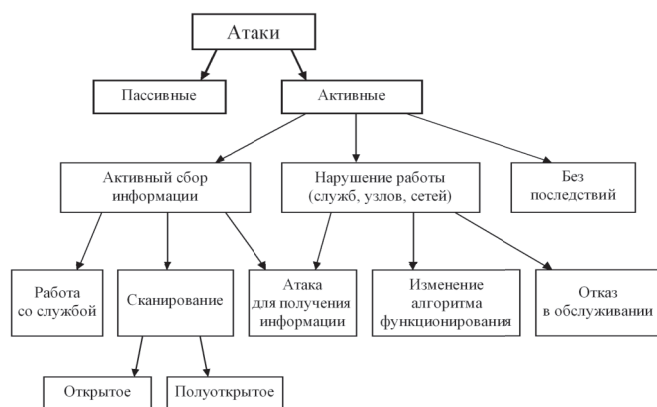 Атаки
Пассивные
Активные
Активный сбор
информации
Нарушение работы
(служб, узлов, сетей)
Без
последствий
Работа
со службой
Сканирование
Атака
для получения
информации
Изменение
алгоритма
функционирования
Отказ
в обслуживании
Открытое
Полуоткрытое